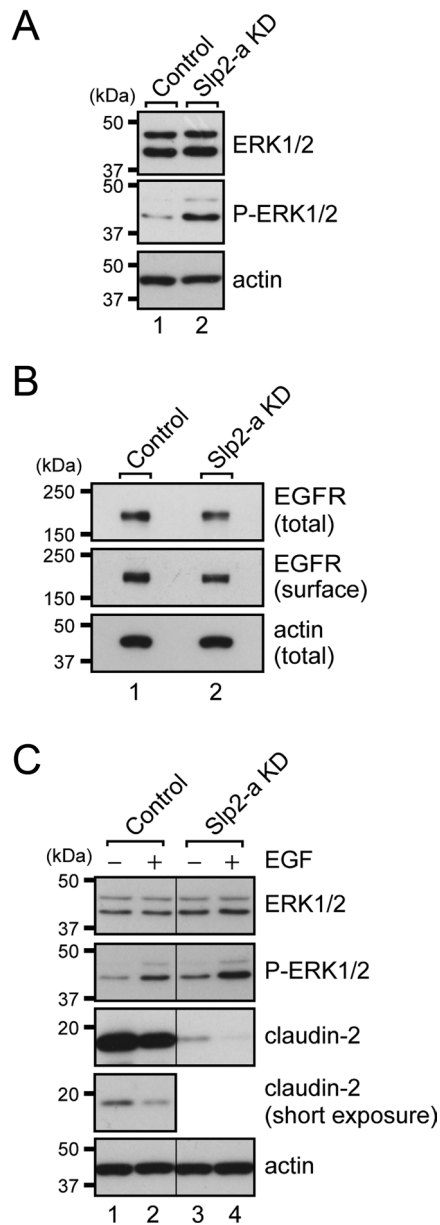 A
Control
Slp2-a KD
(kDa)
50
37
ERK1/2
50
37
P-ERK1/2
50
37
actin
1 2
B
Control
Slp2-a KD
(kDa)
250
150
EGFR
(total)
250
150
EGFR
(surface)
50
37
actin
(total)
1 2
C
Control
Slp2-a KD
(kDa)
− + − + EGF
50
37
ERK1/2
50
37
P-ERK1/2
20
claudin-2
20
claudin-2
(short exposure)
50
37
actin
1 2 3 4